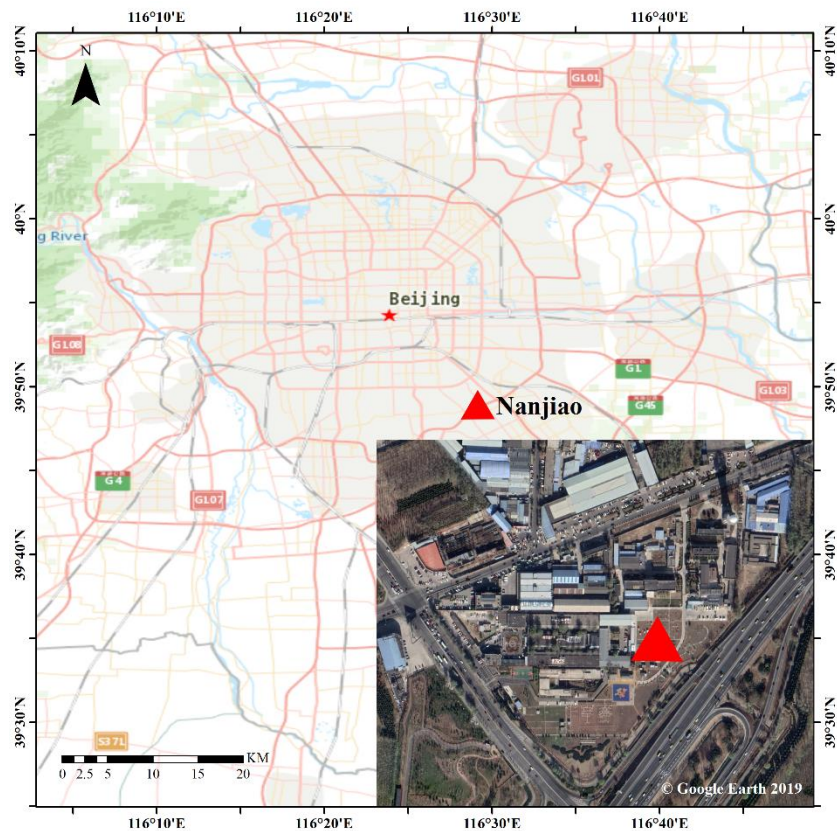 116°10'E 116°20'E 116°30'E 116°40'E
40°10'N 40°10'N
N
G101
40°N 40°N
g River
Beijing
G108
G1
39°50'N 39°50'N
G103
G45
Nanjiao
G4
G107
39°40'N 39°40'N
39°30'N 39°30'N
S371
KM
0 2.5 5 10 15 20
© Google Earth 2019
116°10'E 116°20'E 116°30'E 116°40'E